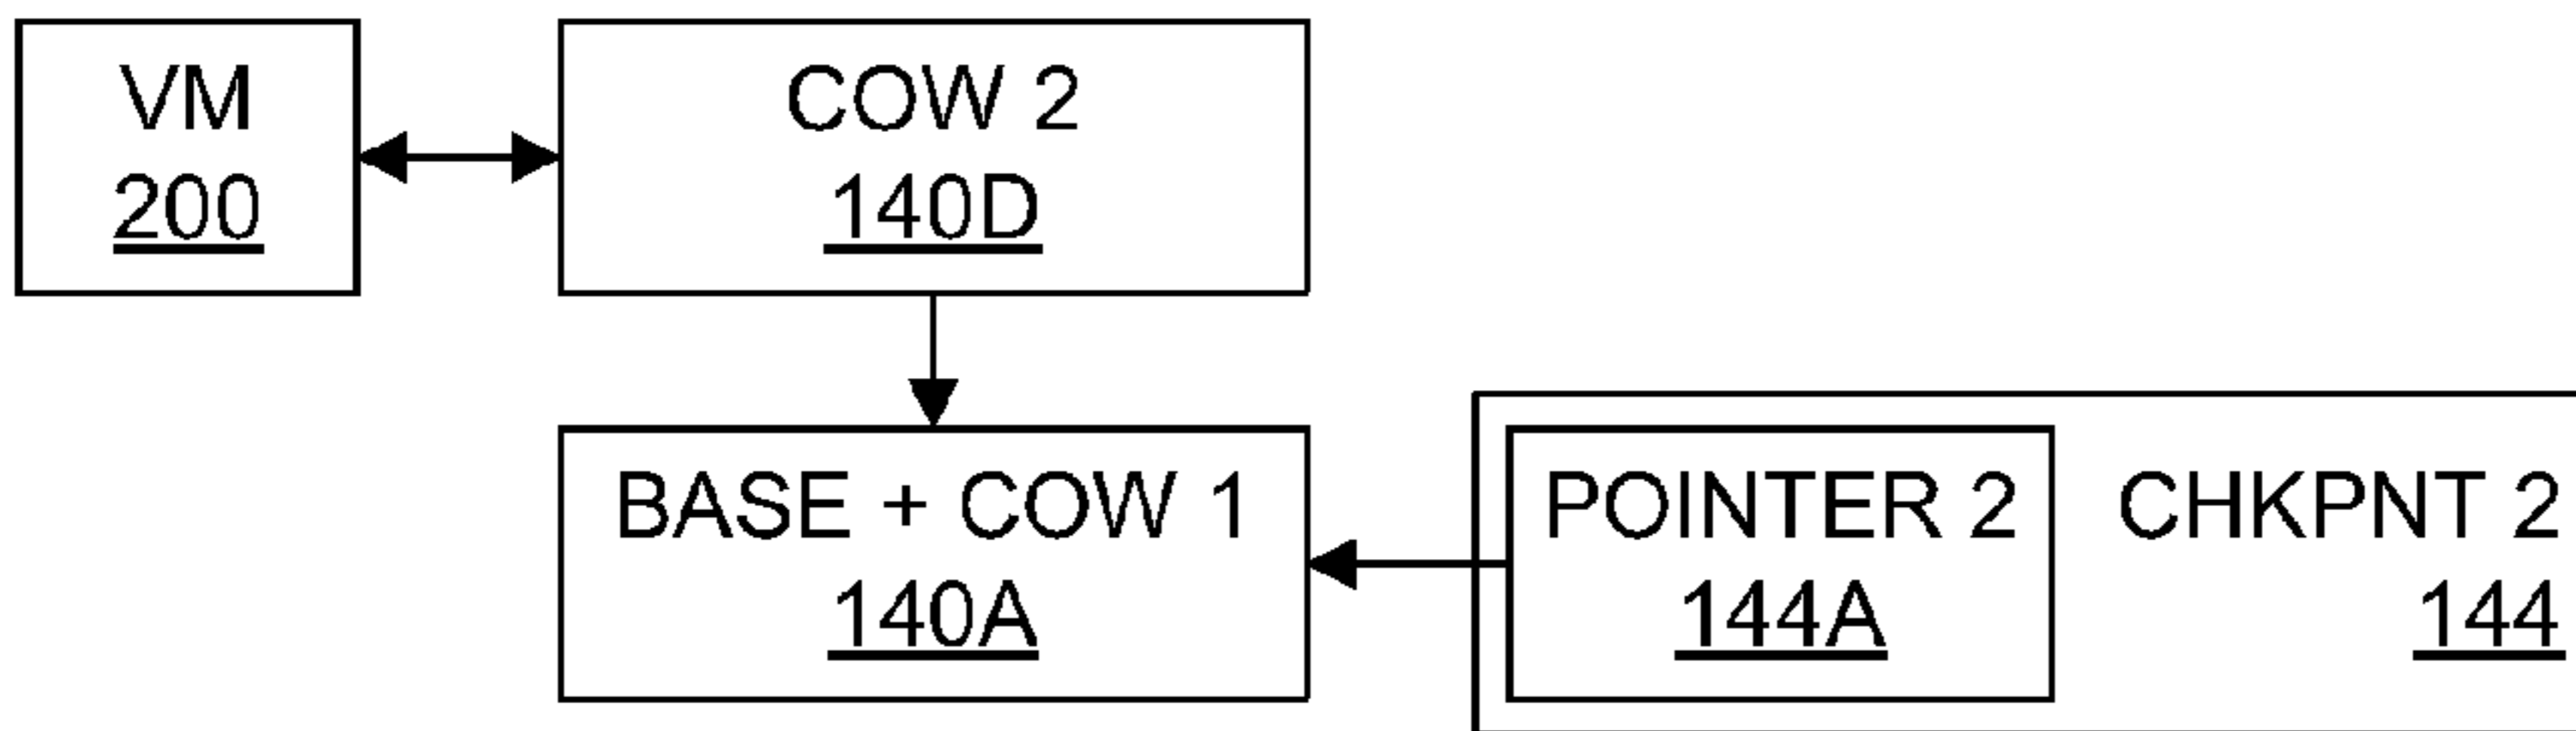 VM
200
COW 2
140D
BASE + COW 1
140A
POINTER 2
144A
CHKPNT 2
144